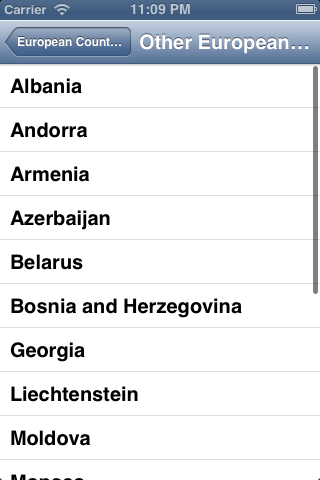 Carrier 11:09 PM
European Count... Other European...
Albania
Andorra
Armenia
Azerbaijan
Belarus
Bosnia and Herzegovina
Georgia
Liechtenstein
Moldova